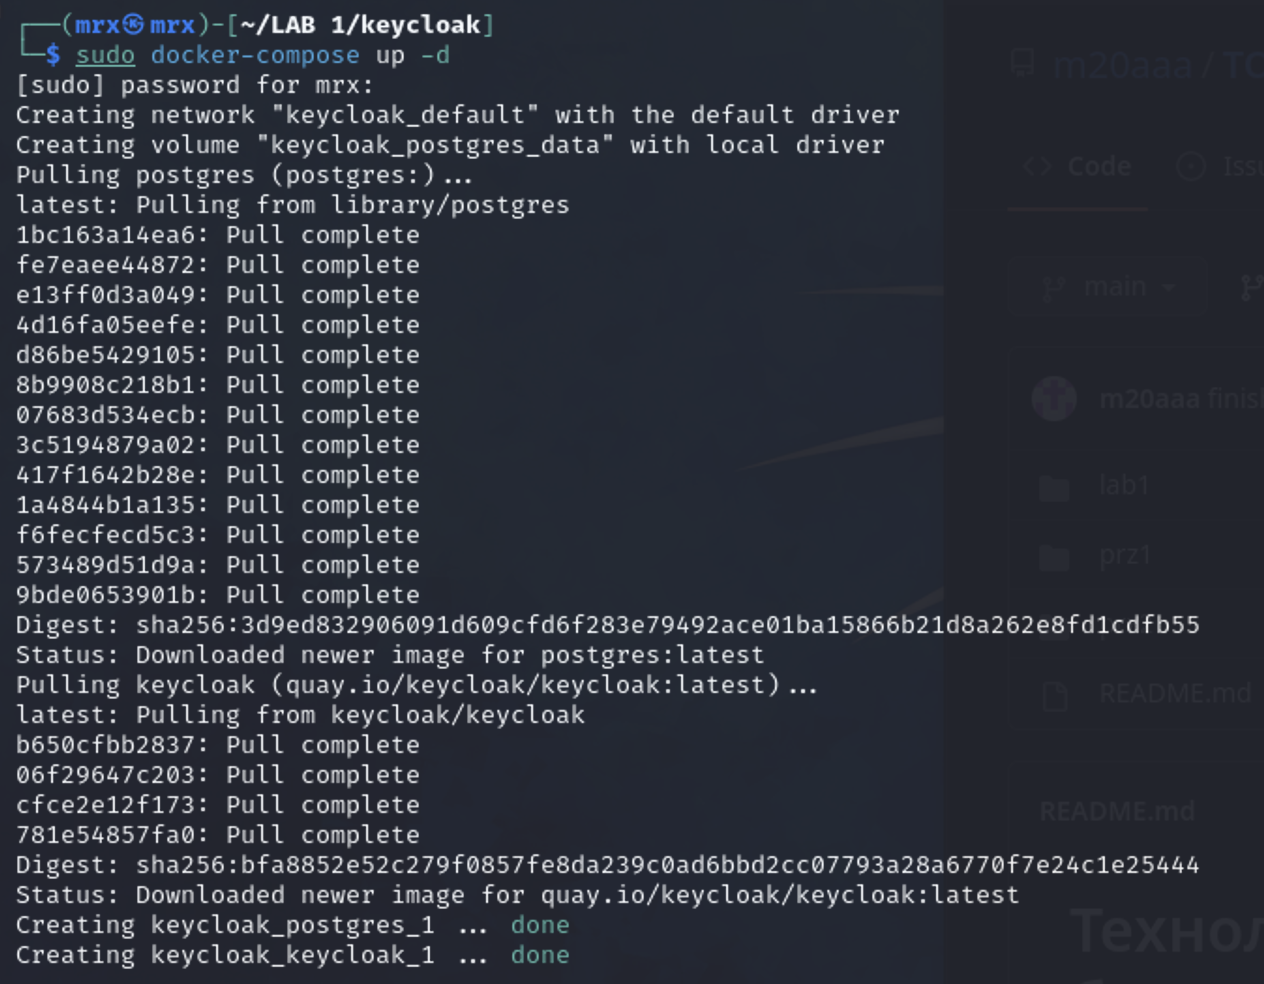 ┌──(mrx㉿mrx)-[~/LAB 1/keycloak]
└─$ sudo docker-compose up -d
[sudo] password for mrx:
Creating network "keycloak_default" with the default driver
Creating volume "keycloak_postgres_data" with local driver
Pulling postgres (postgres:)...
latest: Pulling from library/postgres
1bc163a14ea6: Pull complete
fe7eaee44872: Pull complete
e13ff0d3a049: Pull complete
4d16fa05eefe: Pull complete
d86be5429105: Pull complete
8b9908c218b1: Pull complete
07683d534ecb: Pull complete
3c5194879a02: Pull complete
417f1642b28e: Pull complete
1a4844b1a135: Pull complete
f6fecfecd5c3: Pull complete
573489d51d9a: Pull complete
9bde0653901b: Pull complete
Digest: sha256:3d9ed832906091d609cfd6f283e79492ace01ba15866b21d8a262e8fd1cdfb55
Status: Downloaded newer image for postgres:latest
Pulling keycloak (quay.io/keycloak/keycloak:latest)...
latest: Pulling from keycloak/keycloak
b650cfbb2837: Pull complete
06f29647c203: Pull complete
cfce2e12f173: Pull complete
781e54857fa0: Pull complete
Digest: sha256:bfa8852e52c279f0857fe8da239c0ad6bbd2cc07793a28a6770f7e24c1e25444
Status: Downloaded newer image for quay.io/keycloak/keycloak:latest
Creating keycloak_postgres_1 ... done
Creating keycloak_keycloak_1 ... done
m20aaa / TC
Code
Iss
main
m20aaa finis
lab1
prz1
README.md
README.md
Технол